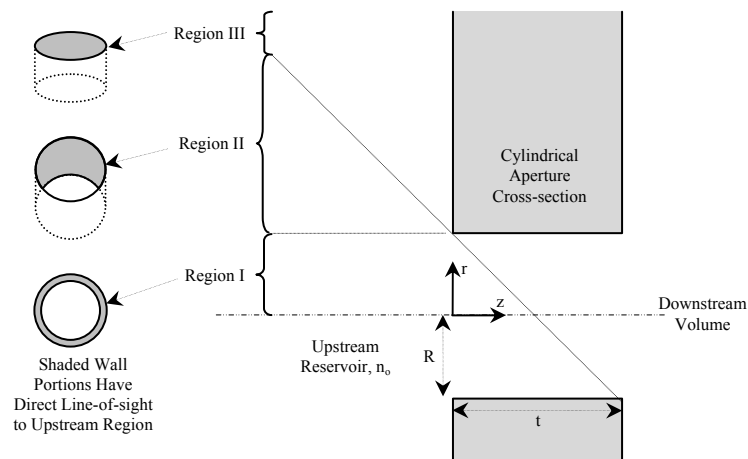 Region III
Region II
Region I
Shaded Wall
Portions Have
Direct Line-of-sight
to Upstream Region
Cylindrical
Aperture
Cross-section
r
z
Downstream
Volume
Upstream
Reservoir, nₒ
R
t